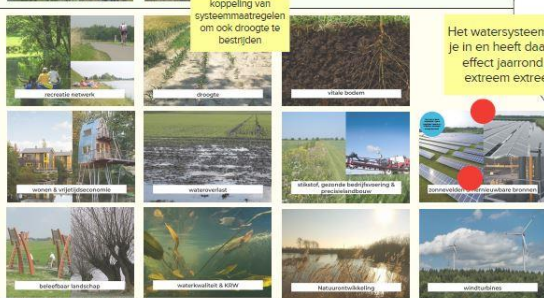 koppeling van
systeemmaatregelen
om ook droogte te
bestrijden
Het watersysteem
je in en heeft daa
effect jaarrond
extreem extree
recreatie netwerk
droogte
vitale bodem
wonen & vrijetijdseconomie
wateroverlast
stikstof, gezonde bedrijfsvoering &
precisielandbouw
zonnevelden
hernieuwbare bronnen
beleefbaar landschap
waterkwaliteit & KRW
Natuurontwikkeling
windturbines